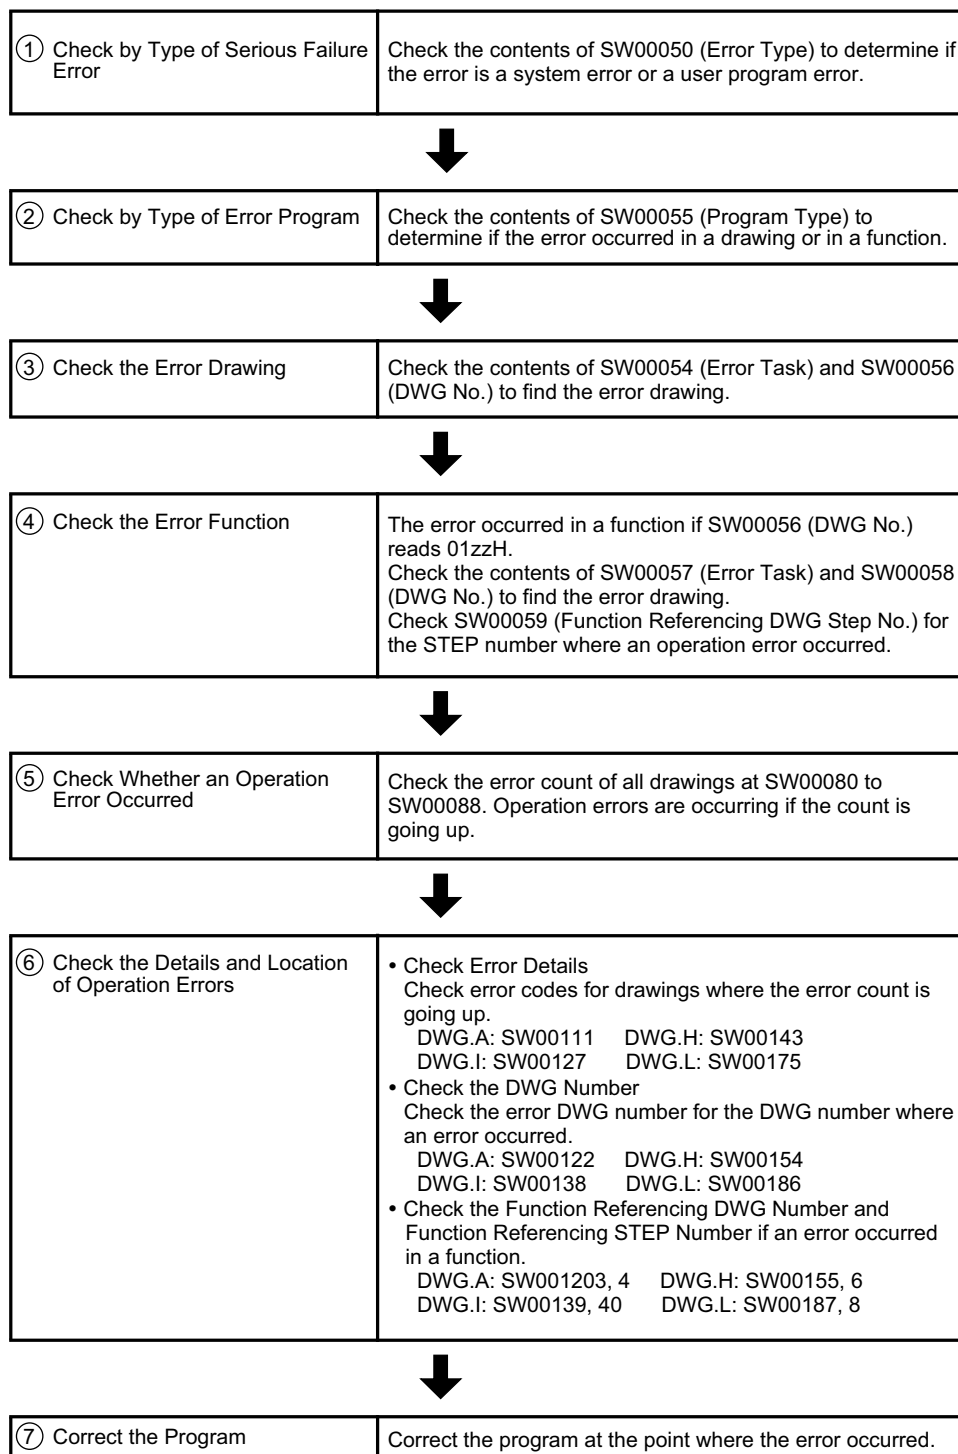 ① Check by Type of Serious Failure
Error
Check the contents of SW00050 (Error Type) to determine if
the error is a system error or a user program error.
② Check by Type of Error Program
Check the contents of SW00055 (Program Type) to
determine if the error occurred in a drawing or in a function.
③ Check the Error Drawing
Check the contents of SW00054 (Error Task) and SW00056
(DWG No.) to find the error drawing.
④ Check the Error Function
The error occurred in a function if SW00056 (DWG No.)
reads 01zzH.
Check the contents of SW00057 (Error Task) and SW00058
(DWG No.) to find the error drawing.
Check SW00059 (Function Referencing DWG Step No.) for
the STEP number where an operation error occurred.
⑤ Check Whether an Operation
Error Occurred
Check the error count of all drawings at SW00080 to
SW00088. Operation errors are occurring if the count is
going up.
⑥ Check the Details and Location
of Operation Errors
• Check Error Details
Check error codes for drawings where the error count is
going up.
DWG.A: SW00111 DWG.H: SW00143
DWG.I: SW00127 DWG.L: SW00175
• Check the DWG Number
Check the error DWG number for the DWG number where
an error occurred.
DWG.A: SW00122 DWG.H: SW00154
DWG.I: SW00138 DWG.L: SW00186
• Check the Function Referencing DWG Number and
Function Referencing STEP Number if an error occurred
in a function.
DWG.A: SW001203, 4 DWG.H: SW00155, 6
DWG.I: SW00139, 40 DWG.L: SW00187, 8
⑦ Correct the Program
Correct the program at the point where the error occurred.